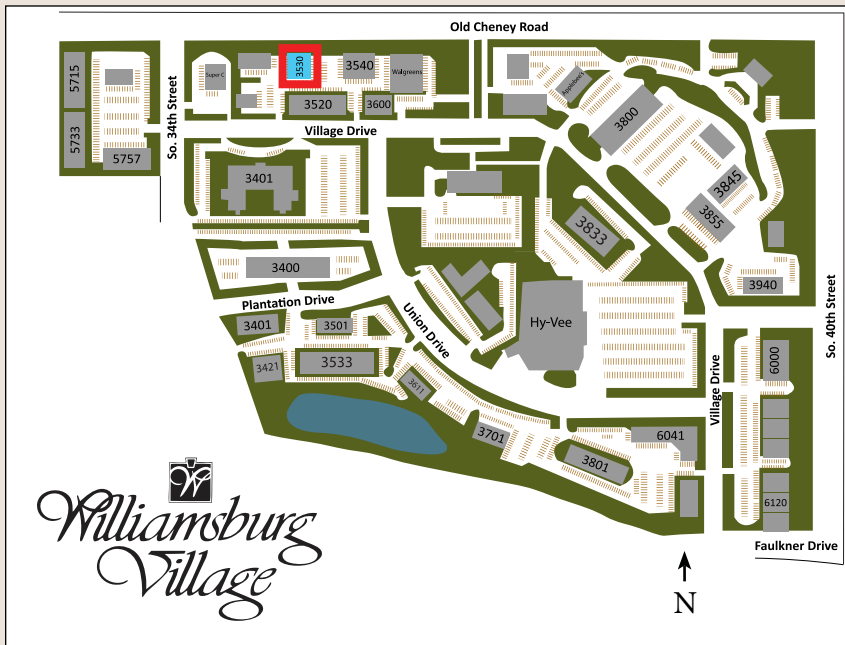 Old Cheney Road
5715
5733
5757
So. 34th Street
Super C
3530
3540
Walgreens
3520
3600
Applebee's
3800
Village Drive
3401
3845
3855
3833
3400
3940
So. 40th Street
Plantation Drive
3401
3501
Union Drive
Hy-Vee
3421
3533
3611
6000
Village Drive
3701
6041
3801
6120
W
Williamsburg
Village
Faulkner Drive
N